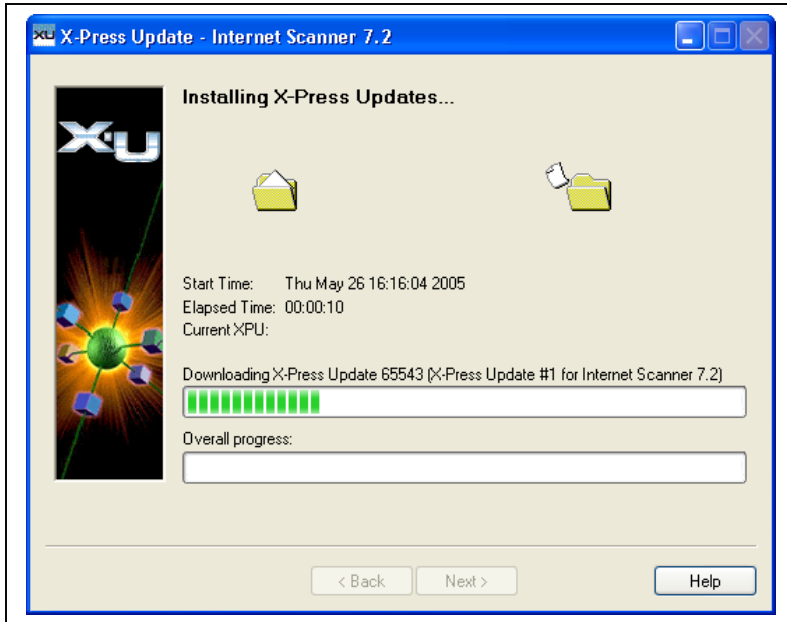 XU X-Press Update - Internet Scanner 7.2
X-U
Installing X-Press Updates...
Start Time: Thu May 26 16:16:04 2005
Elapsed Time: 00:00:10
Current XPU:
Downloading X-Press Update 65543 (X-Press Update #1 for Internet Scanner 7.2)
Overall progress:
< Back Next > Help